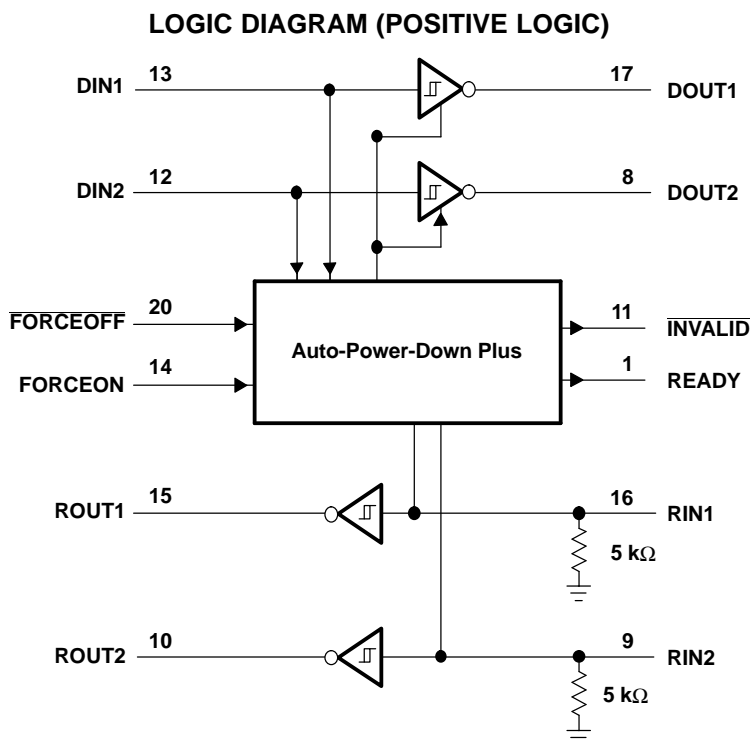 LOGIC DIAGRAM (POSITIVE LOGIC)
DIN1 13 17 DOUT1
DIN2 12 8 DOUT2
FORCEOFF 20 11 INVALID
Auto-Power-Down Plus
FORCEON 14 1 READY
ROUT1 15 16 RIN1
5 kΩ
ROUT2 10 9 RIN2
5 kΩ